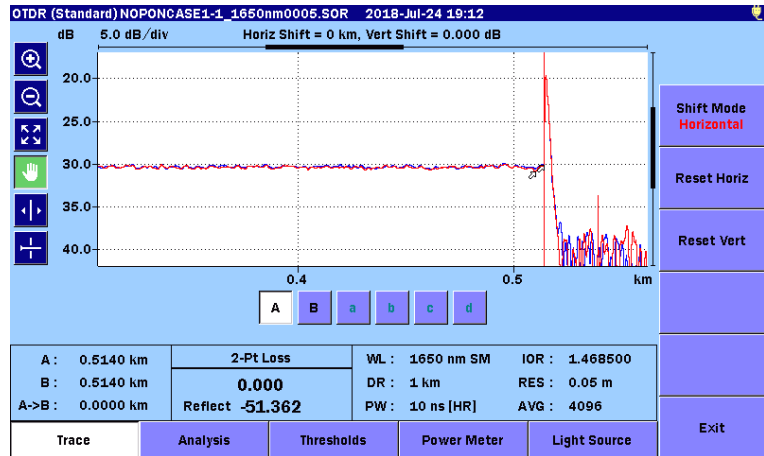 OTDR (Standard) NOPONCASE1-1_1650nm0005.SOR 2018-Jul-24 19:12
dB 5.0 dB/div Horiz Shift = 0 km, Vert Shift = 0.000 dB
20.0
25.0
30.0
35.0
40.0
0.4 0.5 km
A B a b c d
Shift Mode
Horizontal
Reset Horiz
Reset Vert
Exit
A : 0.5140 km
B : 0.5140 km
A->B : 0.0000 km
2-Pt Loss
0.000
Reflect -51.362
WL : 1650 nm SM IOR : 1.468500
DR : 1 km RES : 0.05 m
PW : 10 ns [HR] AVG : 4096
Trace Analysis Thresholds Power Meter Light Source